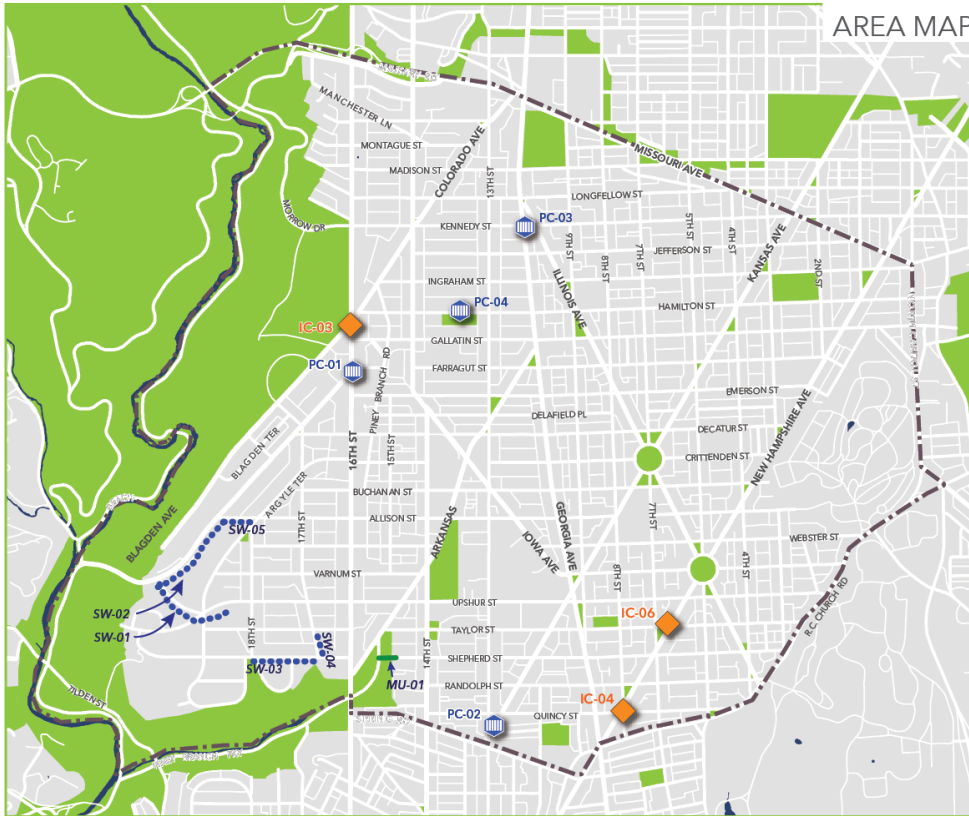 AREA MAP
MANCHESTER LN
MONTAGUE ST
MADISON ST
COLORADO AVE
13TH ST
MISSOURI AVE
LONGFELLOW ST
MORROW DR
KENNEDY ST
PC-03
9TH ST
8TH ST
7TH ST
5TH ST
4TH ST
JEFFERSON ST
KANSAS AVE
2ND ST
INGRAHAM ST
ILLINOIS AVE
PC-04
HAMILTON ST
IC-03
GALLATIN ST
PC-01
PINEY BRANCH RD
FARRAGUT ST
EMERSON ST
DELAFIELD PL
DECATUR ST
NEW HAMPSHIRE AVE
BLAGDEN TER
16TH ST
15TH ST
CRITTENDEN ST
ARGYLE TER
BUCHANAN ST
BLAGDEN AVE
SW-05
17TH ST
ALLISON ST
ARKANSAS
IOWA AVE
GEORGIA AVE
7TH ST
WEBSTER ST
VARNUM ST
8TH ST
4TH ST
SW-02
SW-01
UPSHUR ST
IC-06
R.C. CHURCH RD
18TH ST
TAYLOR ST
SW-04
14TH ST
SHEPHERD ST
SW-03
MU-01
RANDOLPH ST
TILDEN ST
IC-04
PC-02
QUINCY ST